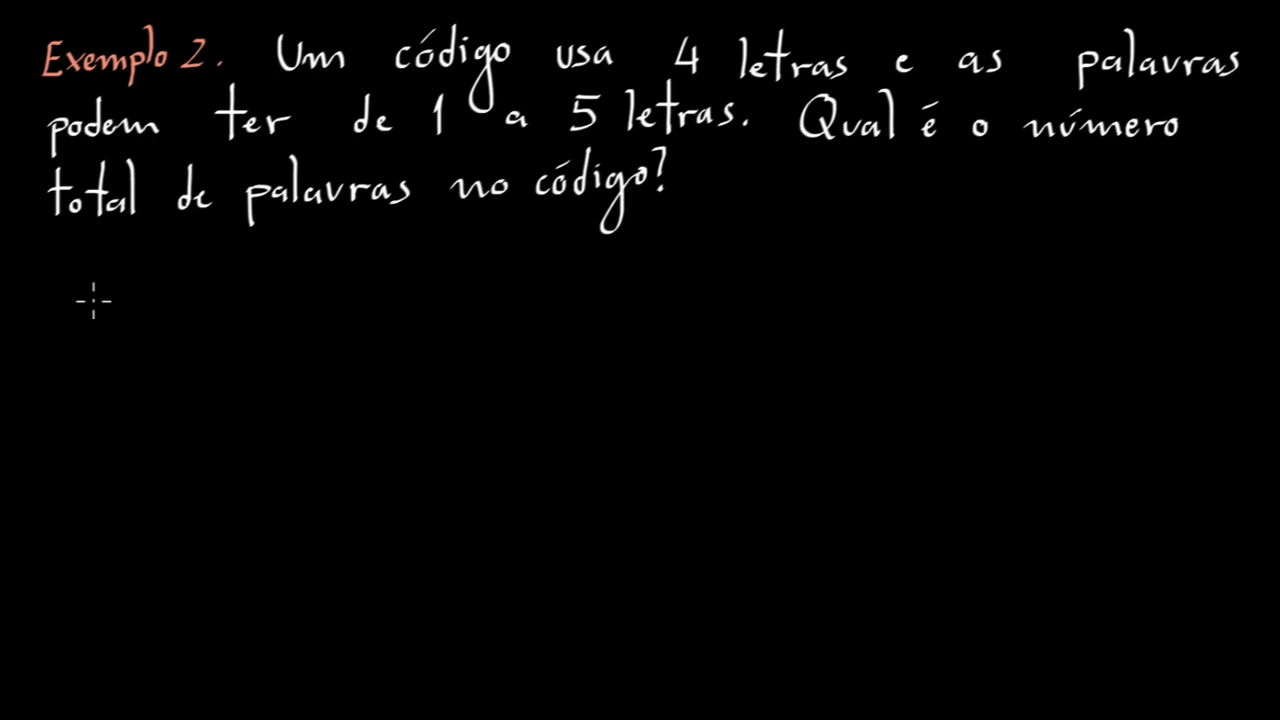 Exemplo 2. Um código usa 4 letras e as palavras
podem ter de 1 a 5 letras. Qual é o número
total de palavras no código?